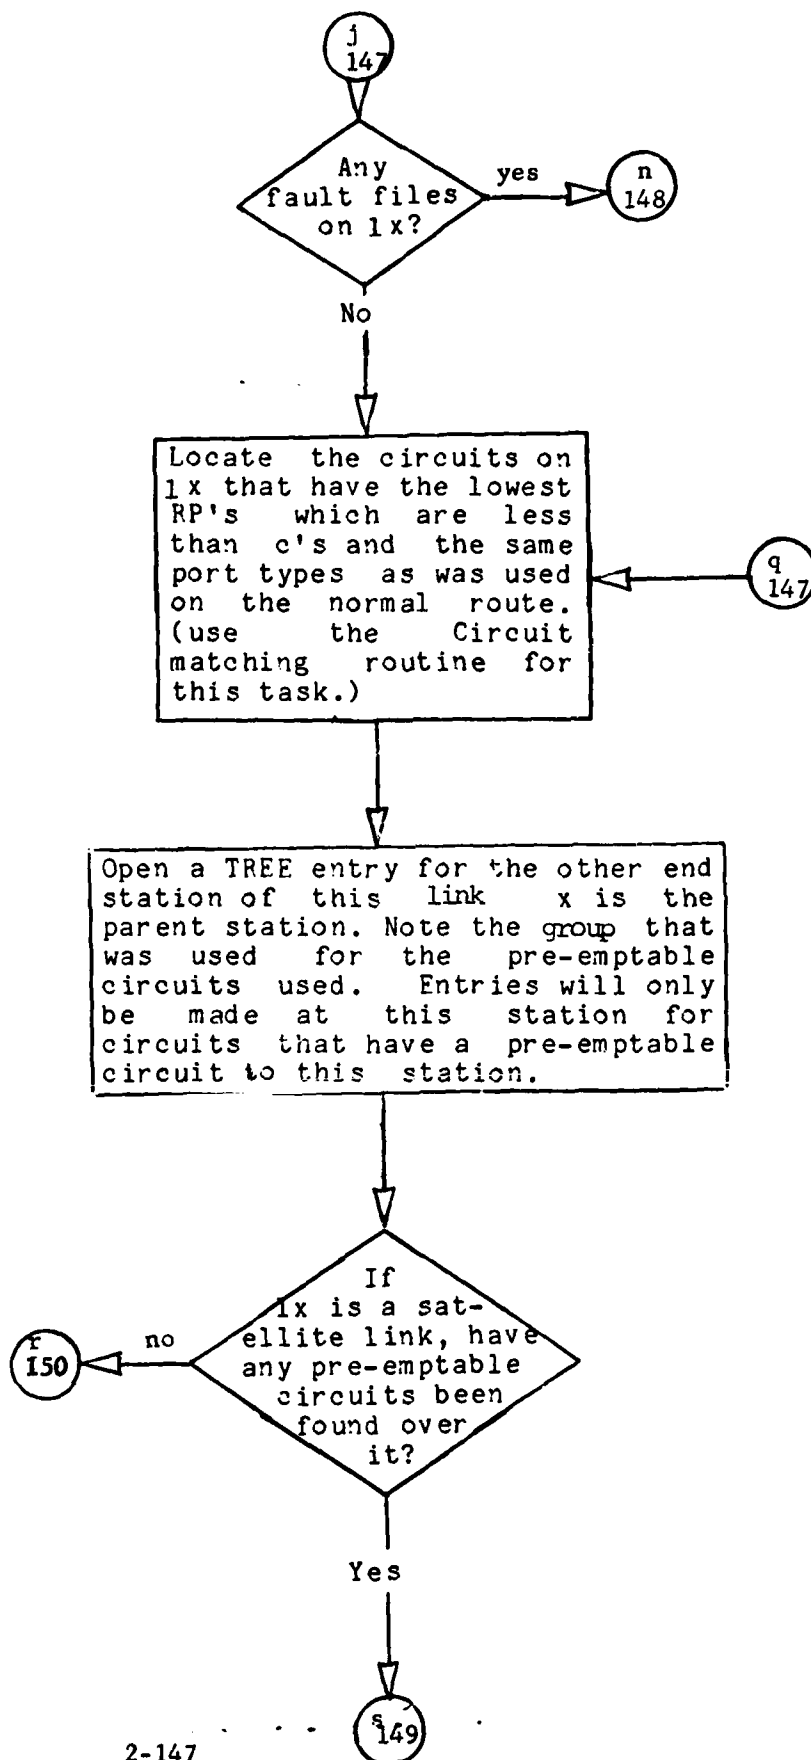 j
147
Any
fault files
on lx?
yes
n
148
No
Locate the circuits on
lx that have the lowest
RP's which are less
than c's and the same
port types as was used
on the normal route.
(use the Circuit
matching routine for
this task.)
q
147
Open a TREE entry for the other end
station of this link x is the
parent station. Note the group that
was used for the pre-emptable
circuits used. Entries will only
be made at this station for
circuits that have a pre-emptable
circuit to this station.
If
lx is a sat-
ellite link, have
any pre-emptable
circuits been
found over
it?
no
r
150
Yes
s
149
2-147